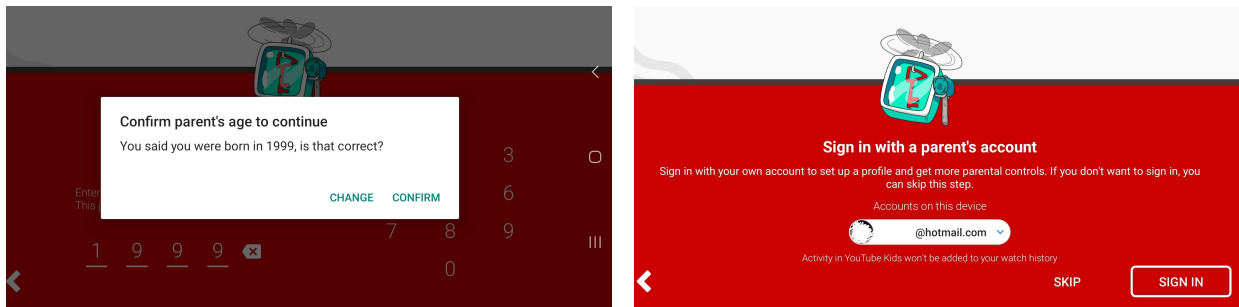 Confirm parent's age to continue
You said you were born in 1999, is that correct?
CHANGE CONFIRM
Enter
This
3
6
7 8 9
0
1 9 9 9
Sign in with a parent's account
Sign in with your own account to set up a profile and get more parental controls. If you don't want to sign in, you
can skip this step.
Accounts on this device
@hotmail.com
Activity in YouTube Kids won't be added to your watch history
SKIP SIGN IN